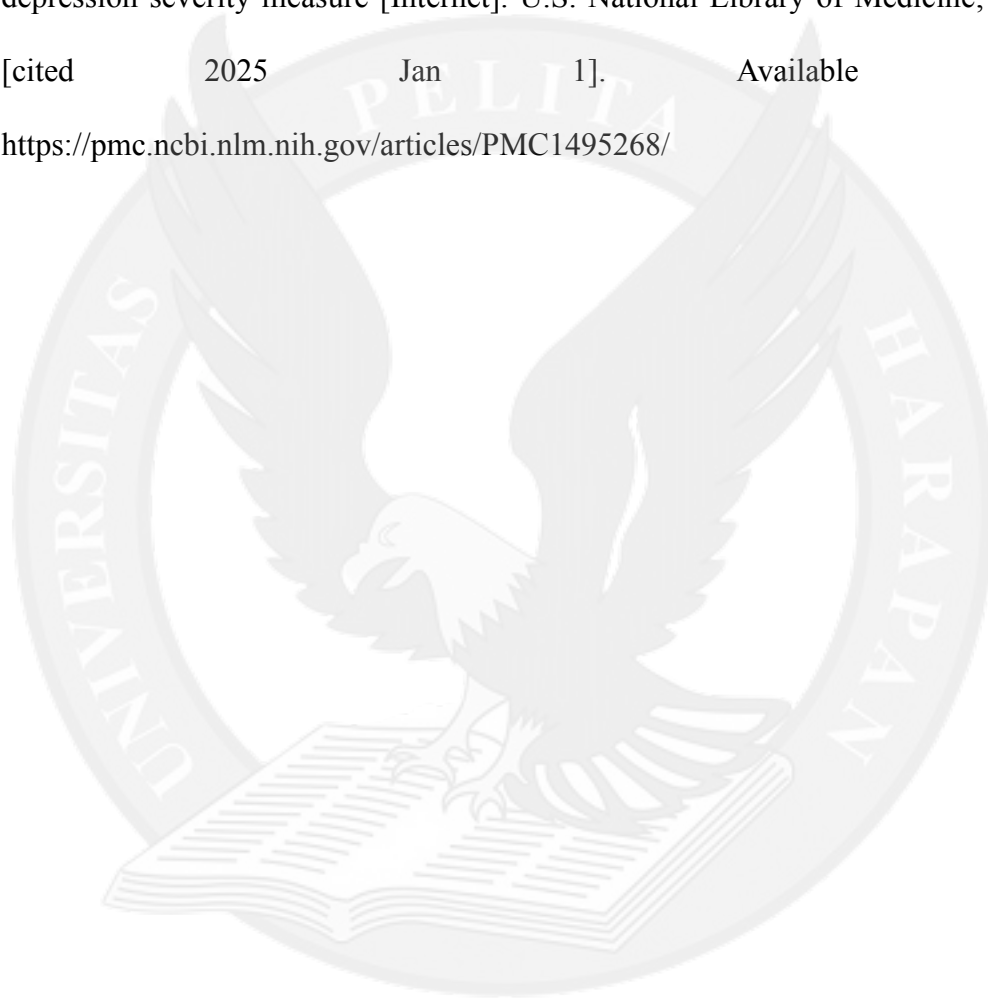 depression severity measure [Internet]. U.S. National Library of Medicine;
[cited 2025 Jan 1]. Available
https://pmc.ncbi.nlm.nih.gov/articles/PMC1495268/
UNIVERSITAS PELITA HARAPAN